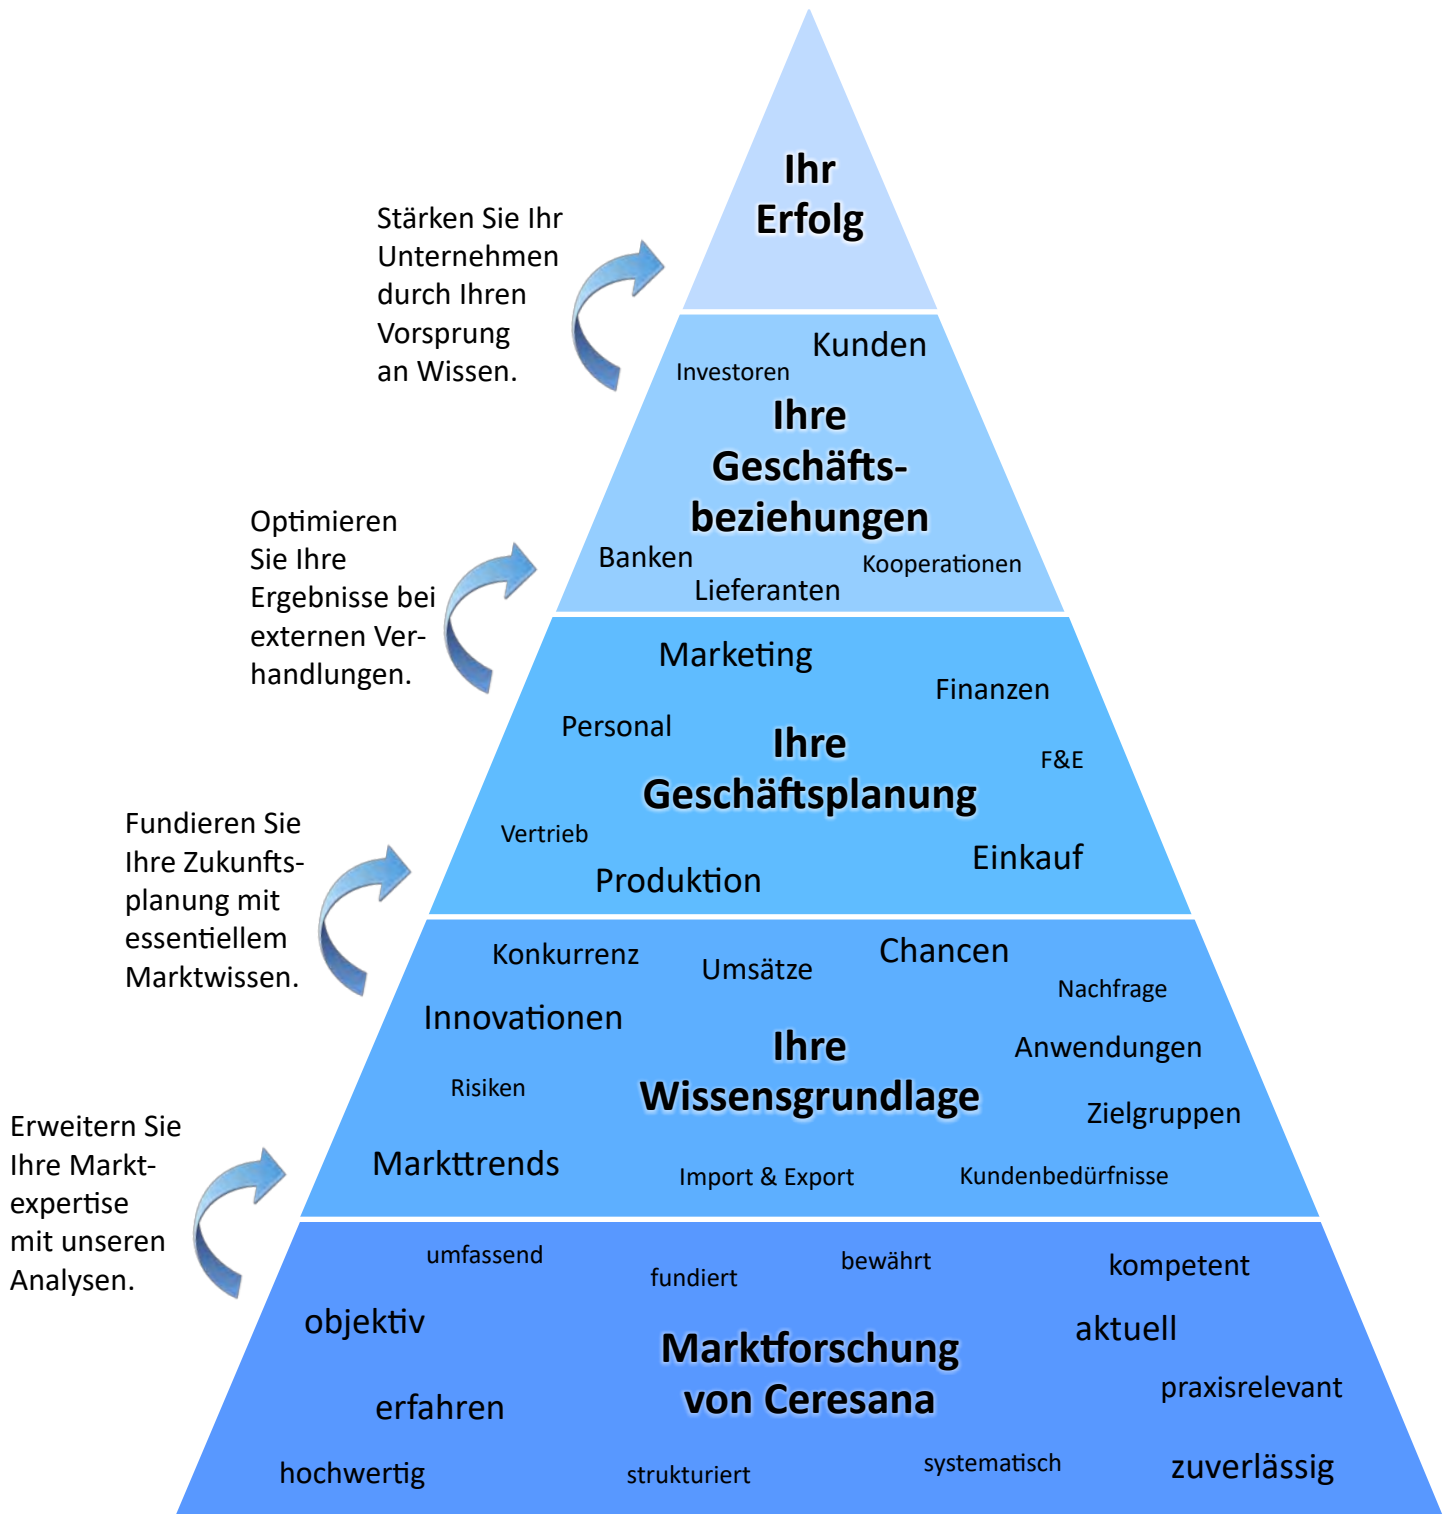 Ihr
Erfolg
Stärken Sie Ihr
Unternehmen
durch Ihren
Vorsprung
an Wissen.
Kunden
Investoren
Ihre
Geschäfts-
beziehungen
Banken
Kooperationen
Lieferanten
Optimieren
Sie Ihre
Ergebnisse bei
externen Ver-
handlungen.
Marketing
Finanzen
Personal
Ihre
Geschäftsplanung
F&E
Vertrieb
Einkauf
Produktion
Fundieren Sie
Ihre Zukunfts-
planung mit
essentiellem
Marktwissen.
Konkurrenz
Umsätze
Chancen
Nachfrage
Innovationen
Ihre
Wissensgrundlage
Anwendungen
Risiken
Zielgruppen
Markttrends
Import & Export
Kundenbedürfnisse
Erweitern Sie
Ihre Markt-
expertise
mit unseren
Analysen.
umfassend
fundiert
bewährt
kompetent
objektiv
aktuell
Marktforschung
von Ceresana
praxisrelevant
erfahren
hochwertig
strukturiert
systematisch
zuverlässig